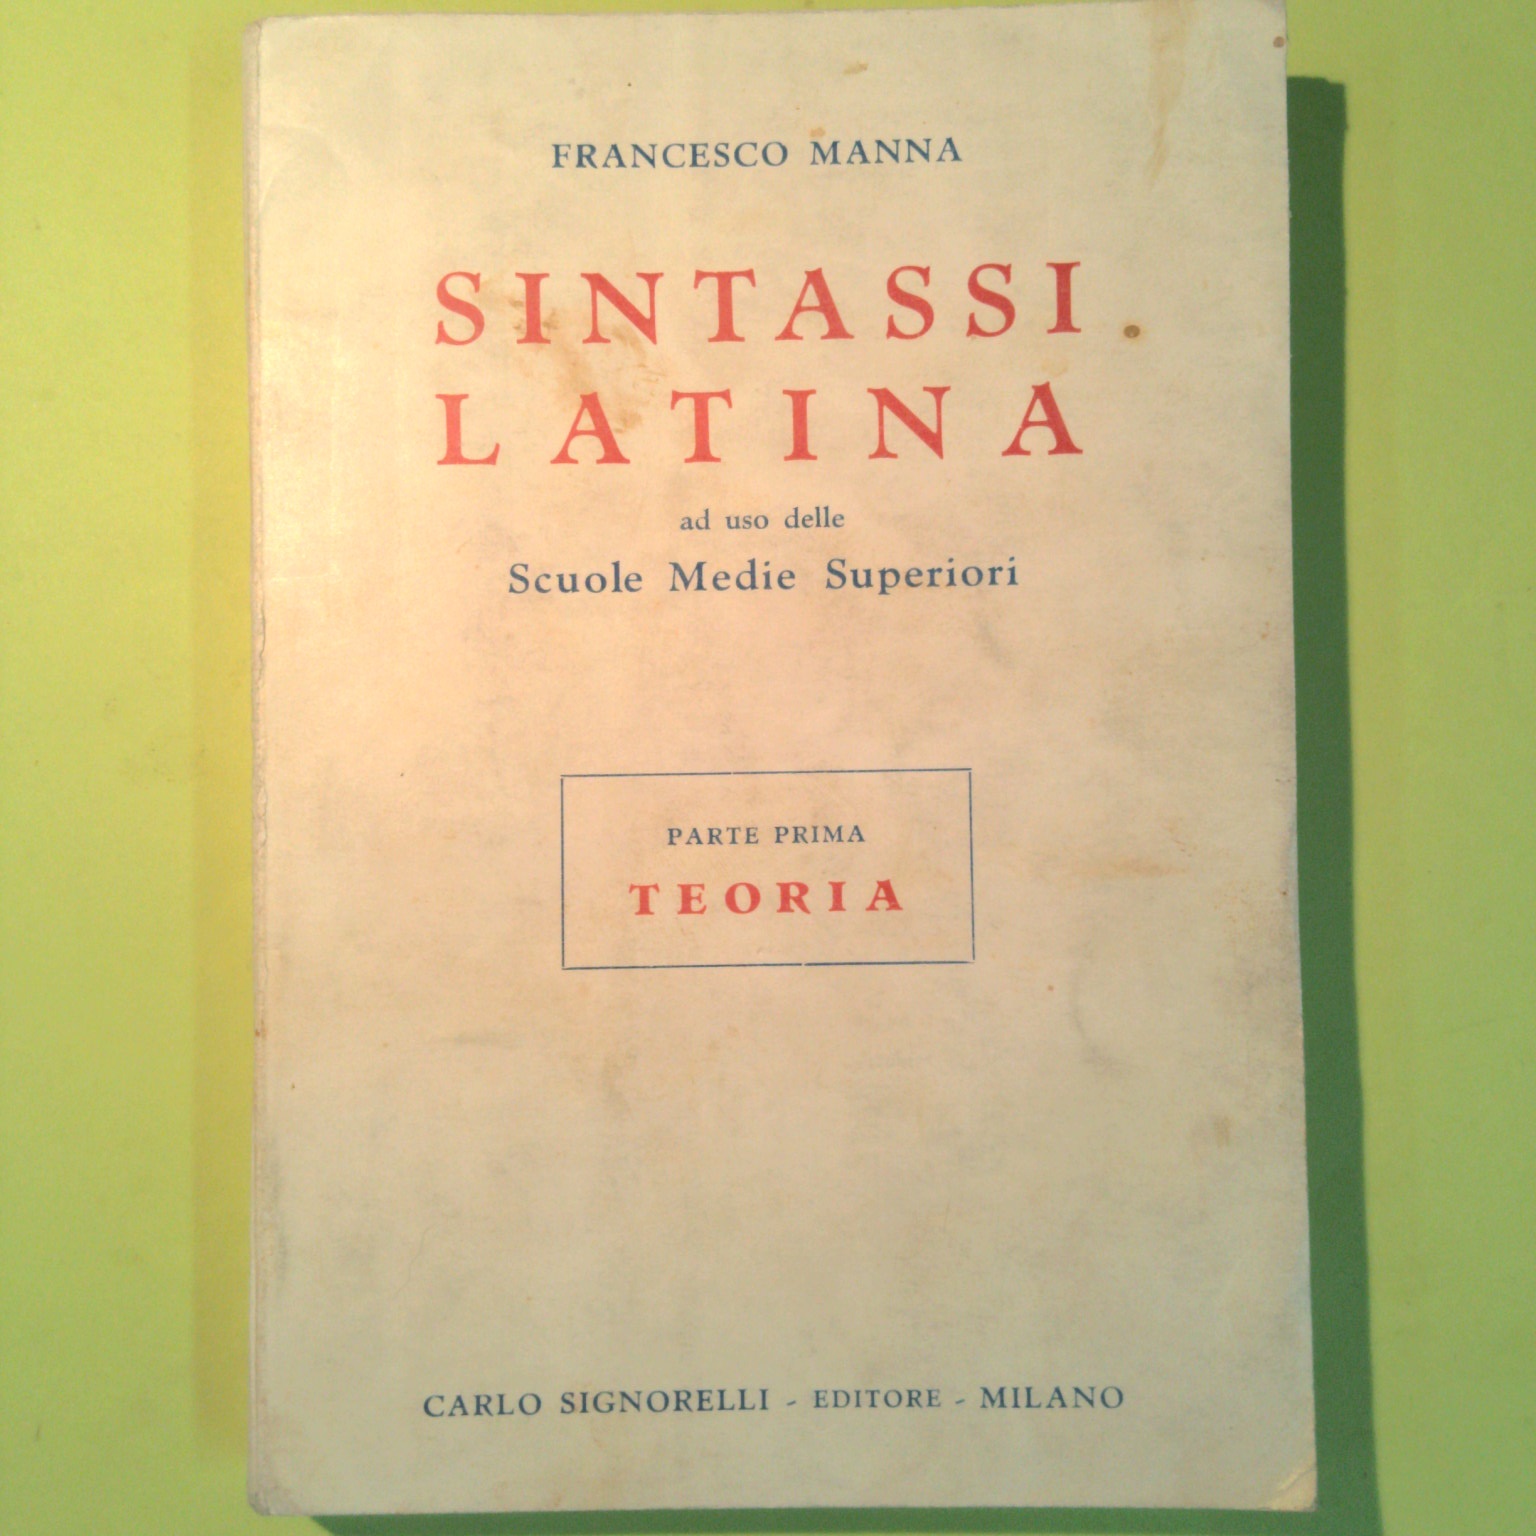 FRANCESCO MANNA
SINTASSI
LATINA
ad uso delle
Scuole Medie Superiori
PARTE PRIMA
TEORIA
CARLO SIGNORELLI - EDITORE - MILANO